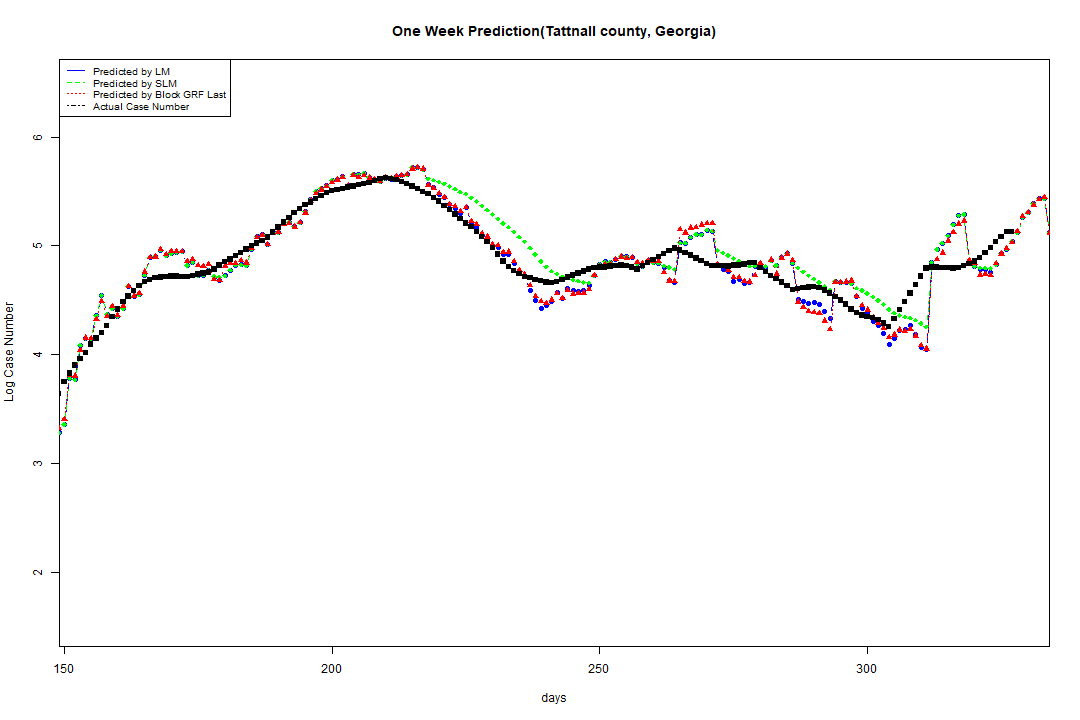 One Week Prediction(Tattnall county, Georgia)
Predicted by LM
Predicted by SLM
Predicted by Block GRF Last
Actual Case Number
6
5
4
3
2
Log Case Number
150 200 250 300
days